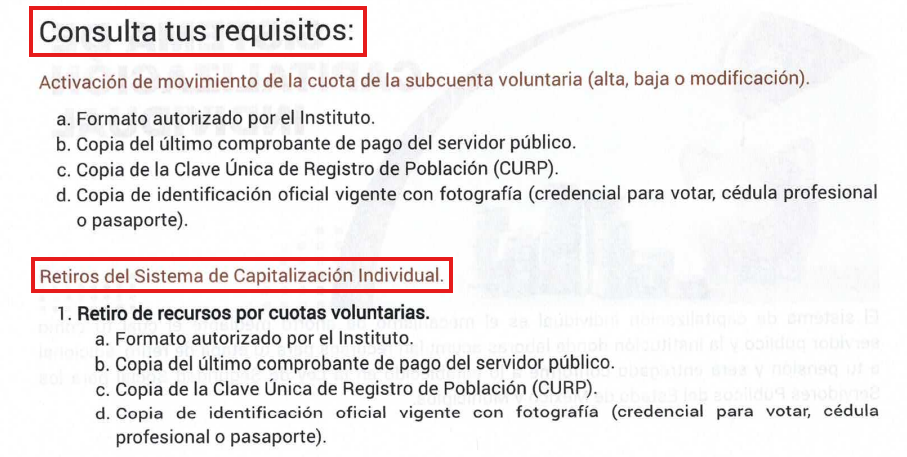 Consulta tus requisitos:
Activación de movimiento de la cuota de la subcuenta voluntaria (alta, baja o modificación).
a. Formato autorizado por el Instituto.
b. Copia del último comprobante de pago del servidor público.
c. Copia de la Clave Única de Registro de Población (CURP).
d. Copia de identificación oficial vigente con fotografía (credencial para votar, cédula profesional
o pasaporte).
Retiros del Sistema de Capitalización Individual.
1. Retiro de recursos por cuotas voluntarias.
a. Formato autorizado por el Instituto.
b. Copia del último comprobante de pago del servidor público.
c. Copia de la Clave Única de Registro de Población (CURP).
d. Copia de identificación oficial vigente con fotografía (credencial para votar, cédula
profesional o pasaporte).